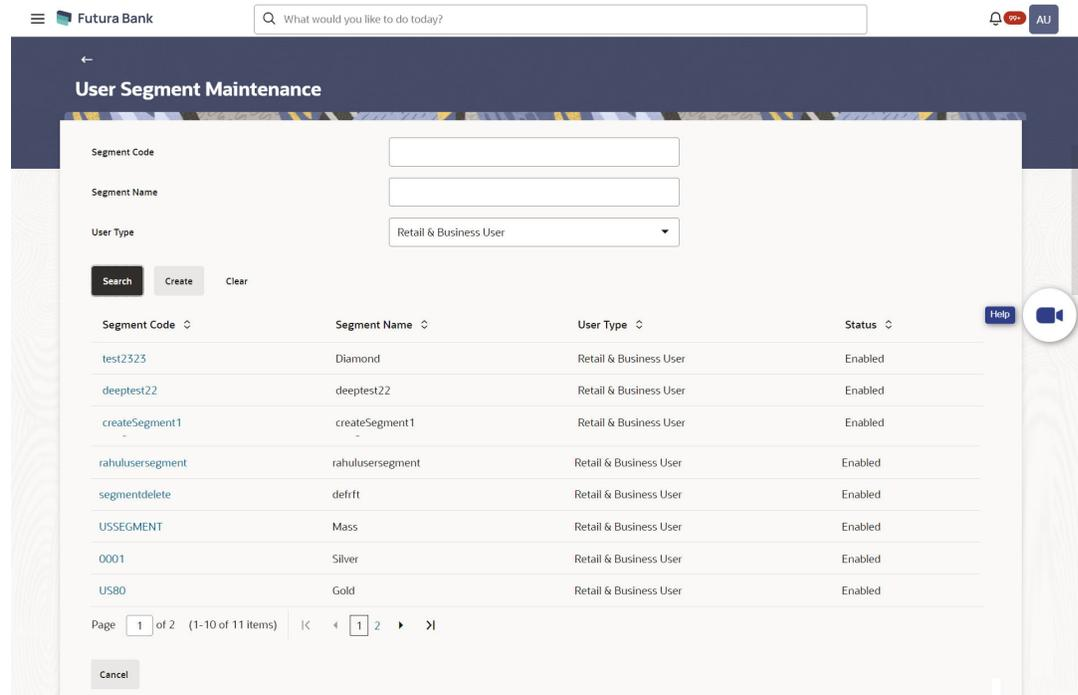 Futura Bank
What would you like to do today?
99+
AU
User Segment Maintenance
Segment Code
Segment Name
User Type
Retail & Business User
Search Create Clear
Help
Segment Code Segment Name User Type Status
test2323 Diamond Retail & Business User Enabled
deeptest22 deeptest22 Retail & Business User Enabled
createSegment1 createSegment1 Retail & Business User Enabled
rahulusersegment rahulusersegment Retail & Business User Enabled
segmentdelete defrft Retail & Business User Enabled
USSEGMENT Mass Retail & Business User Enabled
0001 Silver Retail & Business User Enabled
US80 Gold Retail & Business User Enabled
Page 1 of 2 (1-10 of 11 items) 1 2
Cancel